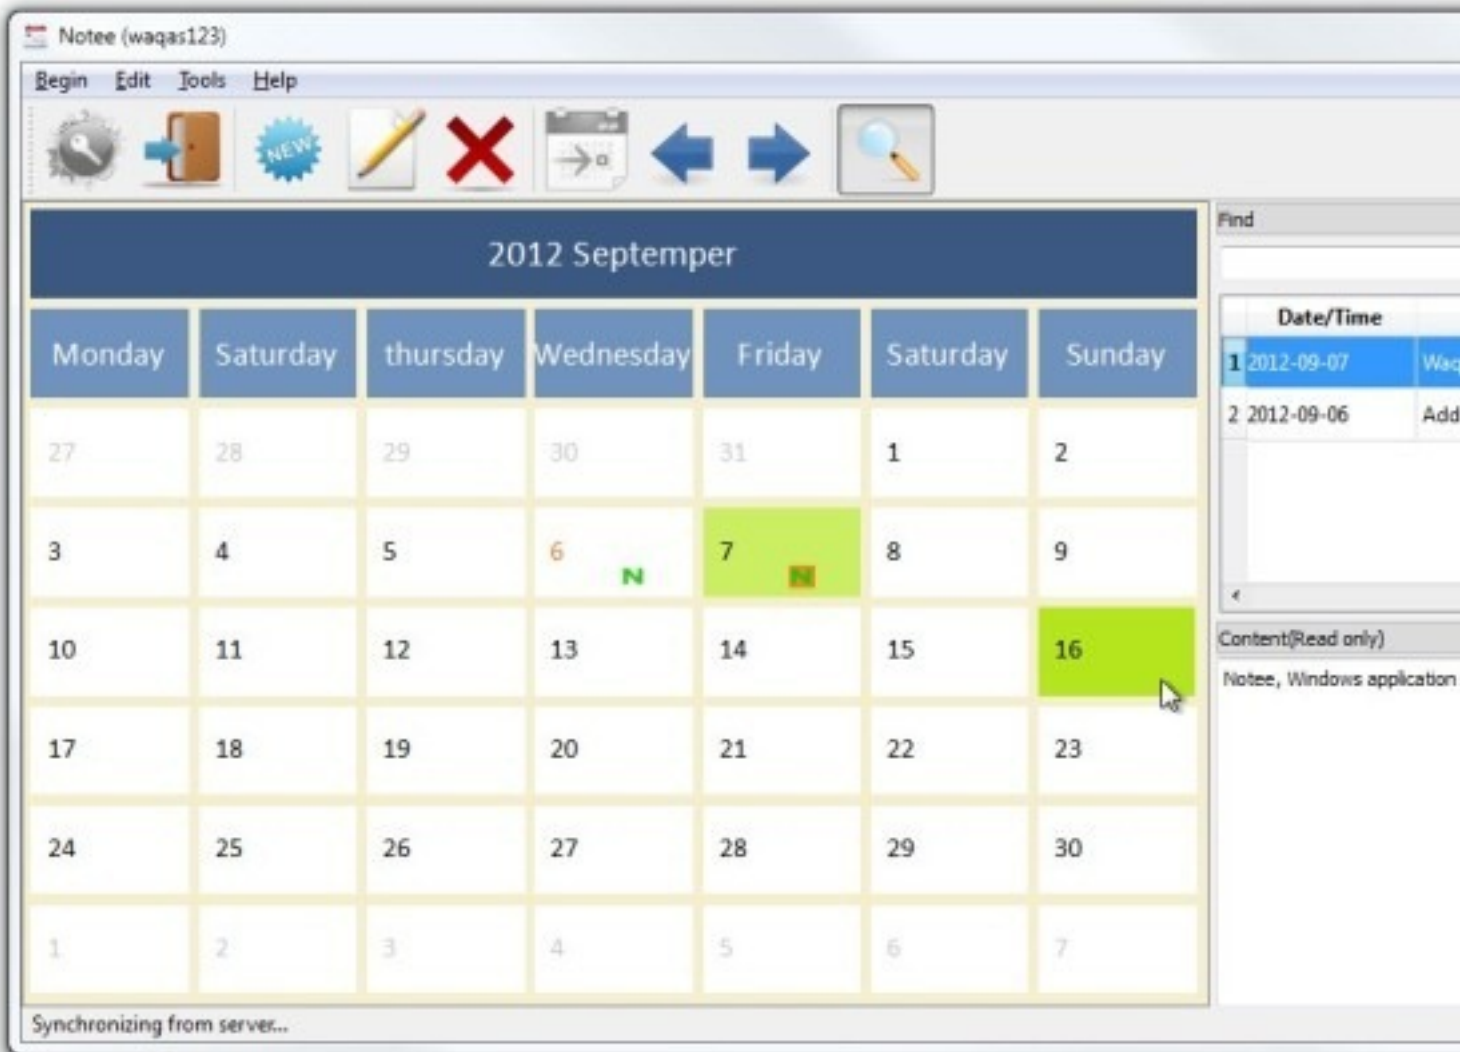 Notee (waqas123)
Begin Edit Tools Help
NEW
2012 Septemper
Monday Saturday thursday Wednesday Friday Saturday Sunday
27 28 29 30 31 1 2
3 4 5 6 N 7 N 8 9
10 11 12 13 14 15 16
17 18 19 20 21 22 23
24 25 26 27 28 29 30
1 2 3 4 5 6 7
Synchronizing from server...
Find
Date/Time
1 2012-09-07 Waq
2 2012-09-06 Add
Content(Read only)
Notee, Windows application